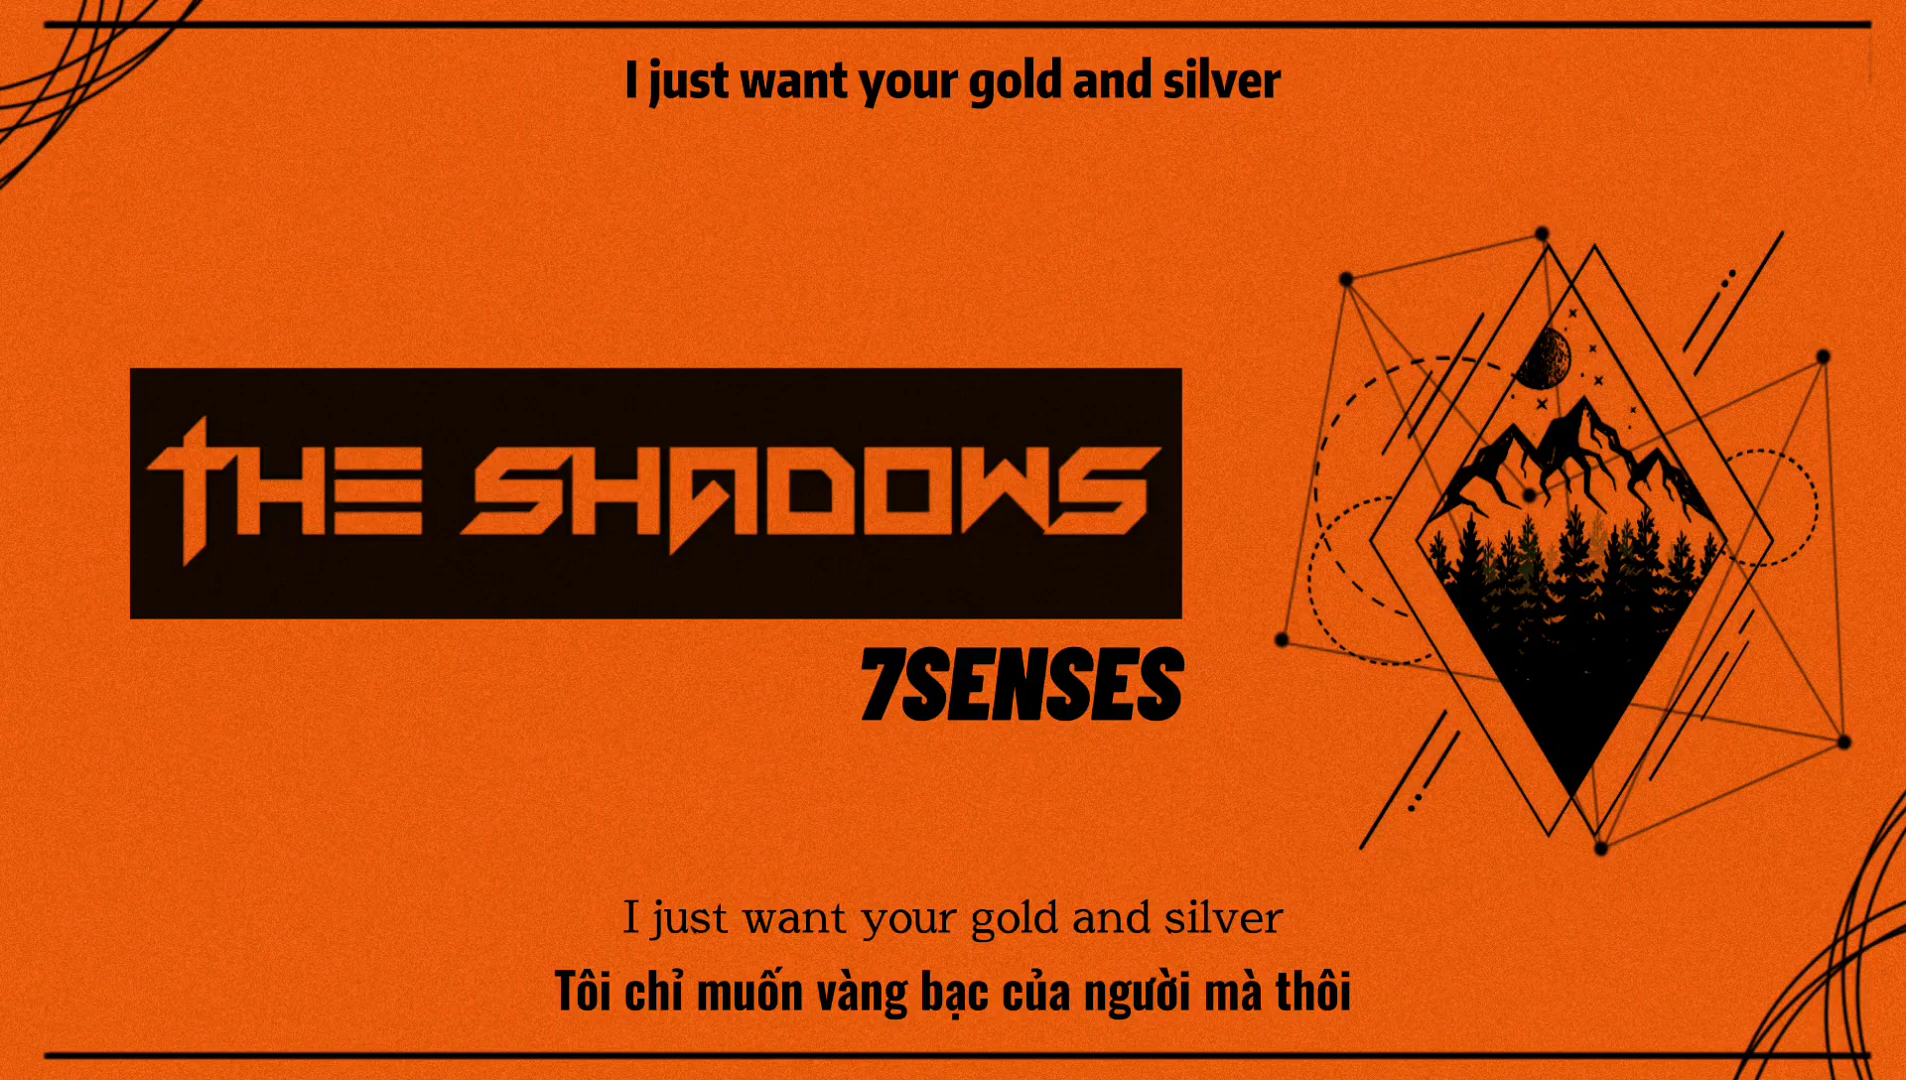 I just want your gold and silver
THE SHADOWS
7SENSES
I just want your gold and silver
Tôi chỉ muốn vàng bạc của người mà thôi